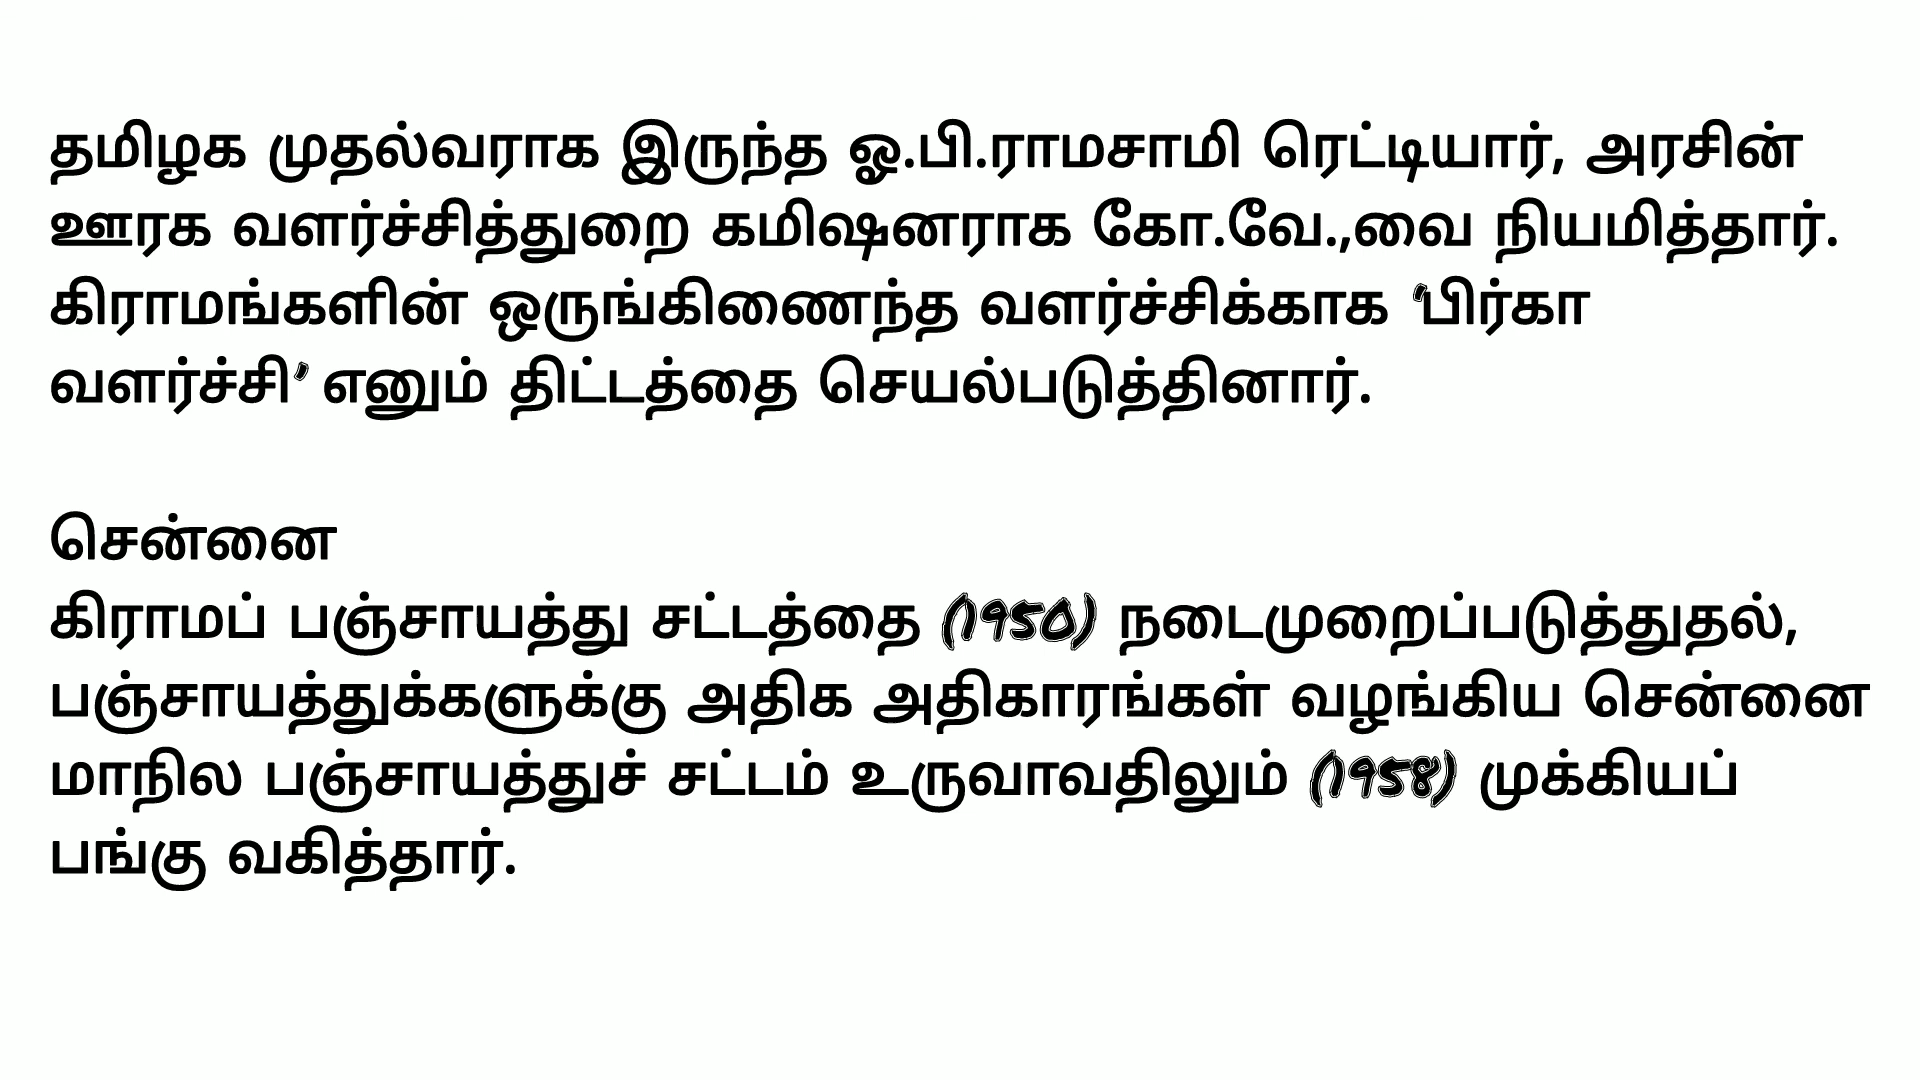 தமிழக முதல்வராக இருந்த ஓ.பி.ராமசாமி ரெட்டியார், அரசின்
ஊரக வளர்ச்சித்துறை கமிஷனராக கோ.வே.,வை நியமித்தார்.
கிராமங்களின் ஒருங்கிணைந்த வளர்ச்சிக்காக ‘பிர்கா
வளர்ச்சி’ எனும் திட்டத்தை செயல்படுத்தினார்.
சென்னை
கிராமப் பஞ்சாயத்து சட்டத்தை (1950) நடைமுறைப்படுத்துதல்,
பஞ்சாயத்துக்களுக்கு அதிக அதிகாரங்கள் வழங்கிய சென்னை
மாநில பஞ்சாயத்துச் சட்டம் உருவாவதிலும் (1958) முக்கியப்
பங்கு வகித்தார்.